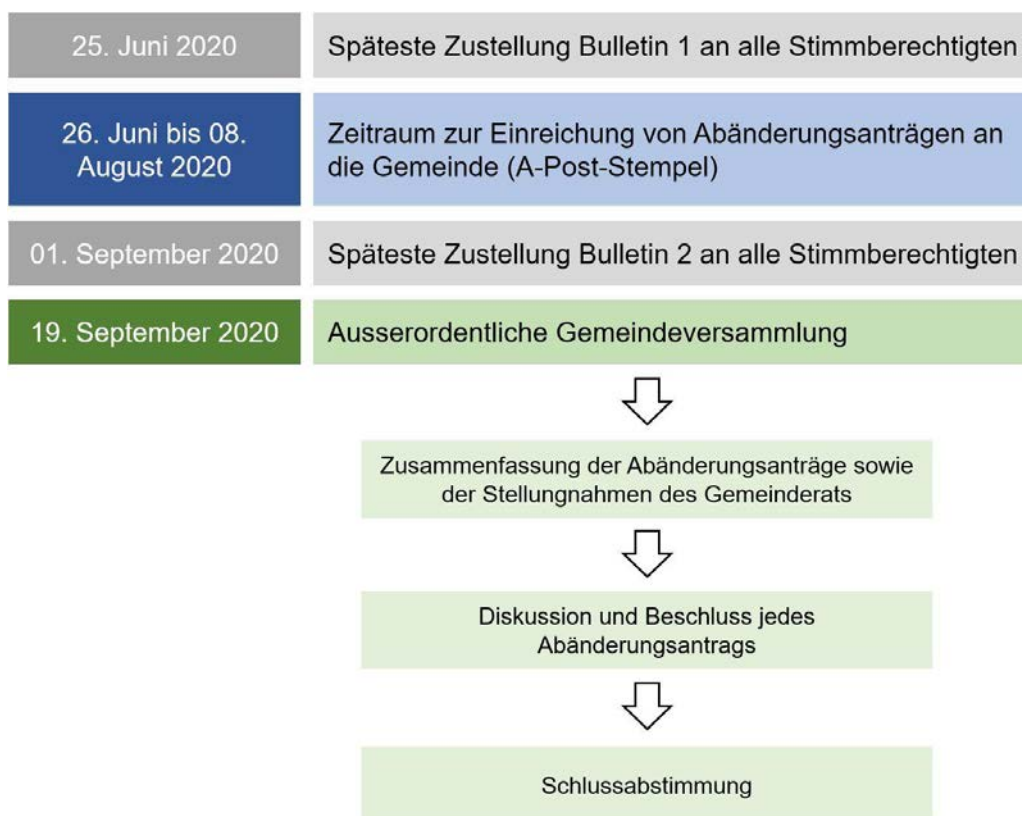 25. Juni 2020
Späteste Zustellung Bulletin 1 an alle Stimmberechtigten
26. Juni bis 08.
August 2020
Zeitraum zur Einreichung von Abänderungsanträgen an
die Gemeinde (A-Post-Stempel)
01. September 2020
Späteste Zustellung Bulletin 2 an alle Stimmberechtigten
19. September 2020
Ausserordentliche Gemeindeversammlung
Zusammenfassung der Abänderungsanträge sowie
der Stellungnahmen des Gemeinderats
Diskussion und Beschluss jedes
Abänderungsantrags
Schlussabstimmung